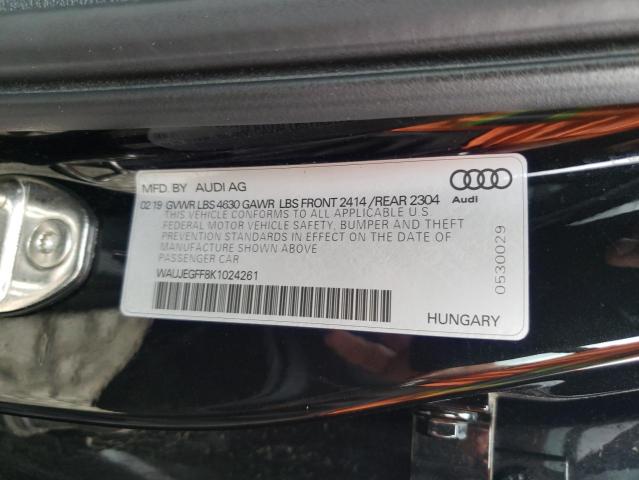 MFD. BY AUDI AG
Audi
02 19 GVWR LBS 4630 GAWR LBS FRONT 2414 / REAR 2304
THIS VEHICLE CONFORMS TO ALL APPLICABLE U S
FEDERAL MOTOR VEHICLE SAFETY, BUMPER AND THEFT
PREVENTION STANDARDS IN EFFECT ON THE DATE OF
MANUFACTURE SHOWN ABOVE
PASSENGER CAR
WAUJEGFF8K1024261
HUNGARY
0530029